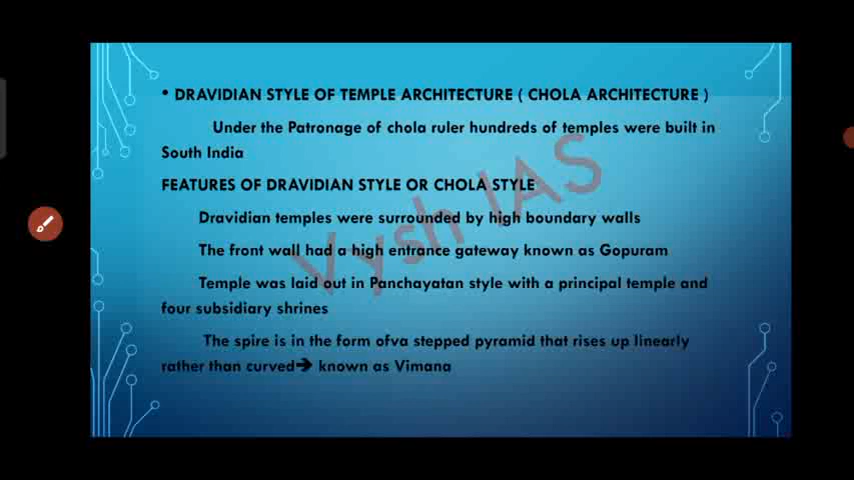 • DRAVIDIAN STYLE OF TEMPLE ARCHITECTURE ( CHOLA ARCHITECTURE )
Under the Patronage of chola ruler hundreds of temples were built in
South India
FEATURES OF DRAVIDIAN STYLE OR CHOLA STYLE
Dravidian temples were surrounded by high boundary walls
The front wall had a high entrance gateway known as Gopuram
Temple was laid out in Panchayatan style with a principal temple and
four subsidiary shrines
The spire is in the form ofva stepped pyramid that rises up linearly
rather than curved➔ known as Vimana
Vysh IAS